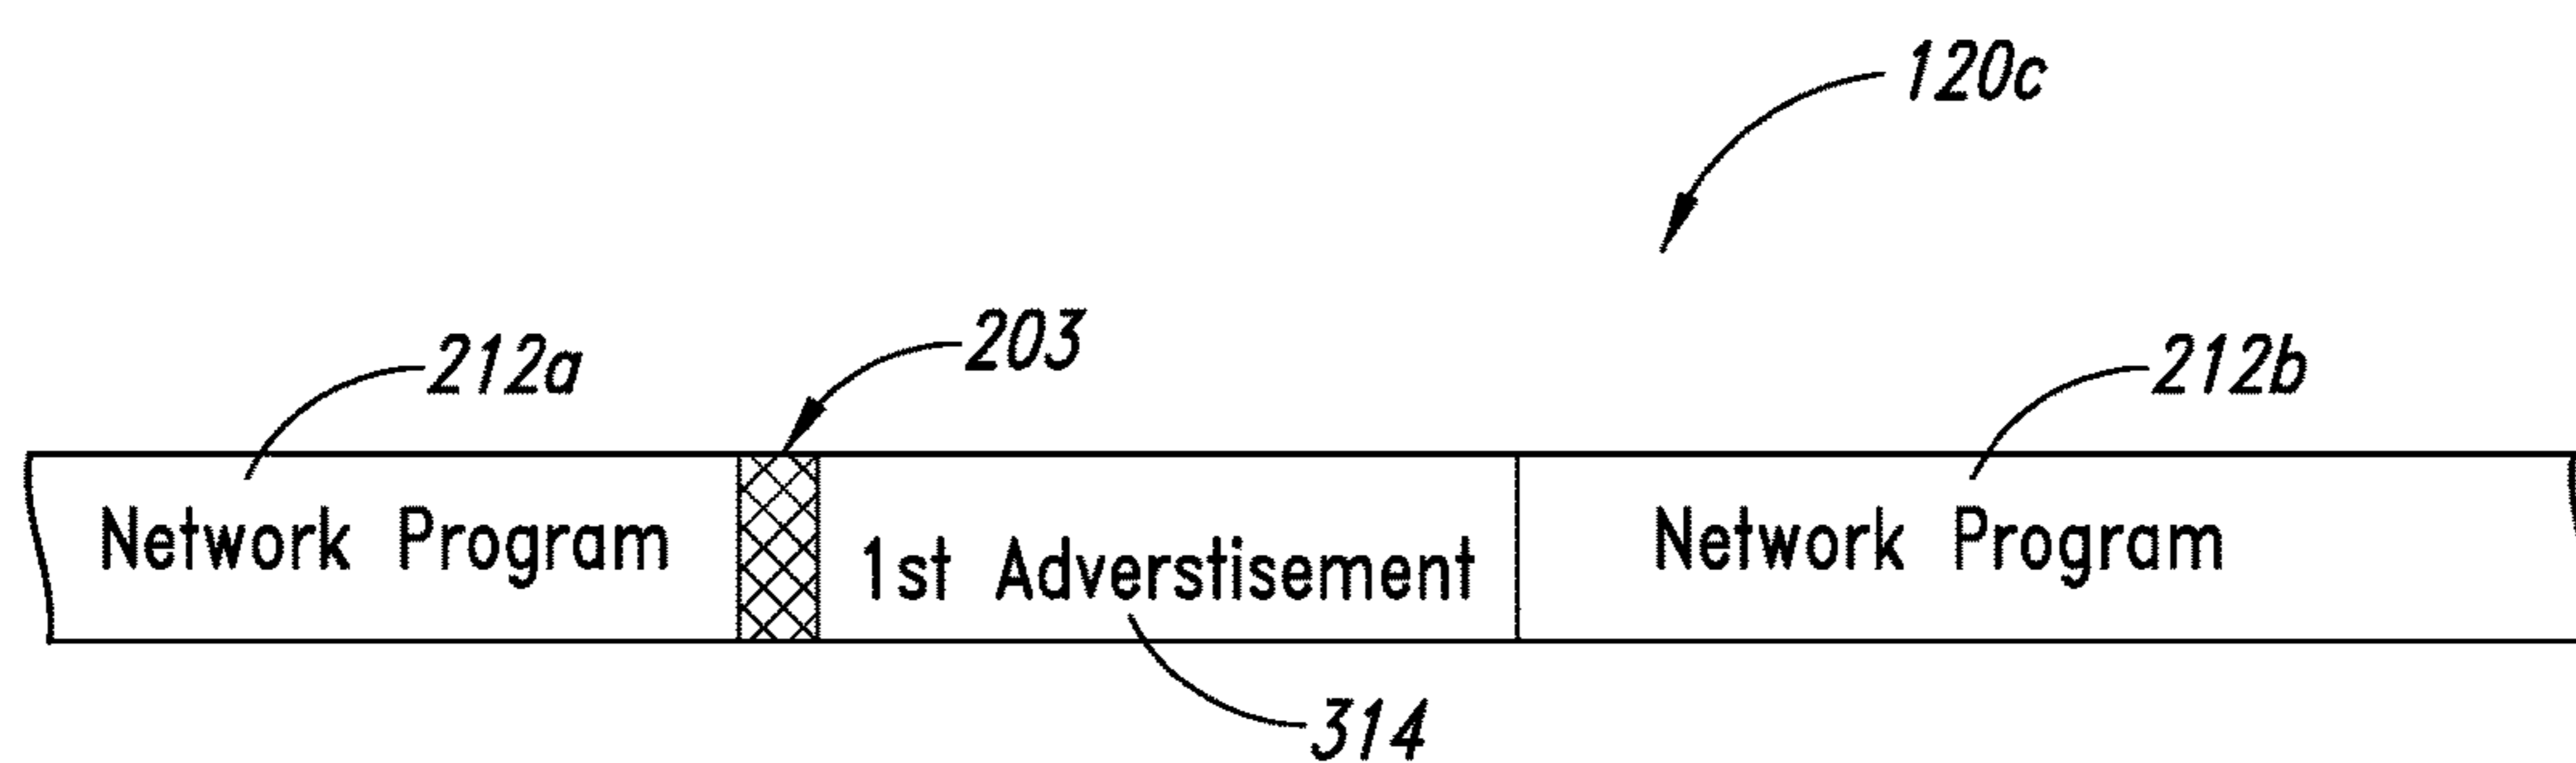 120c
203
212a
212b
Network Program
1st Adverstisement
Network Program
314